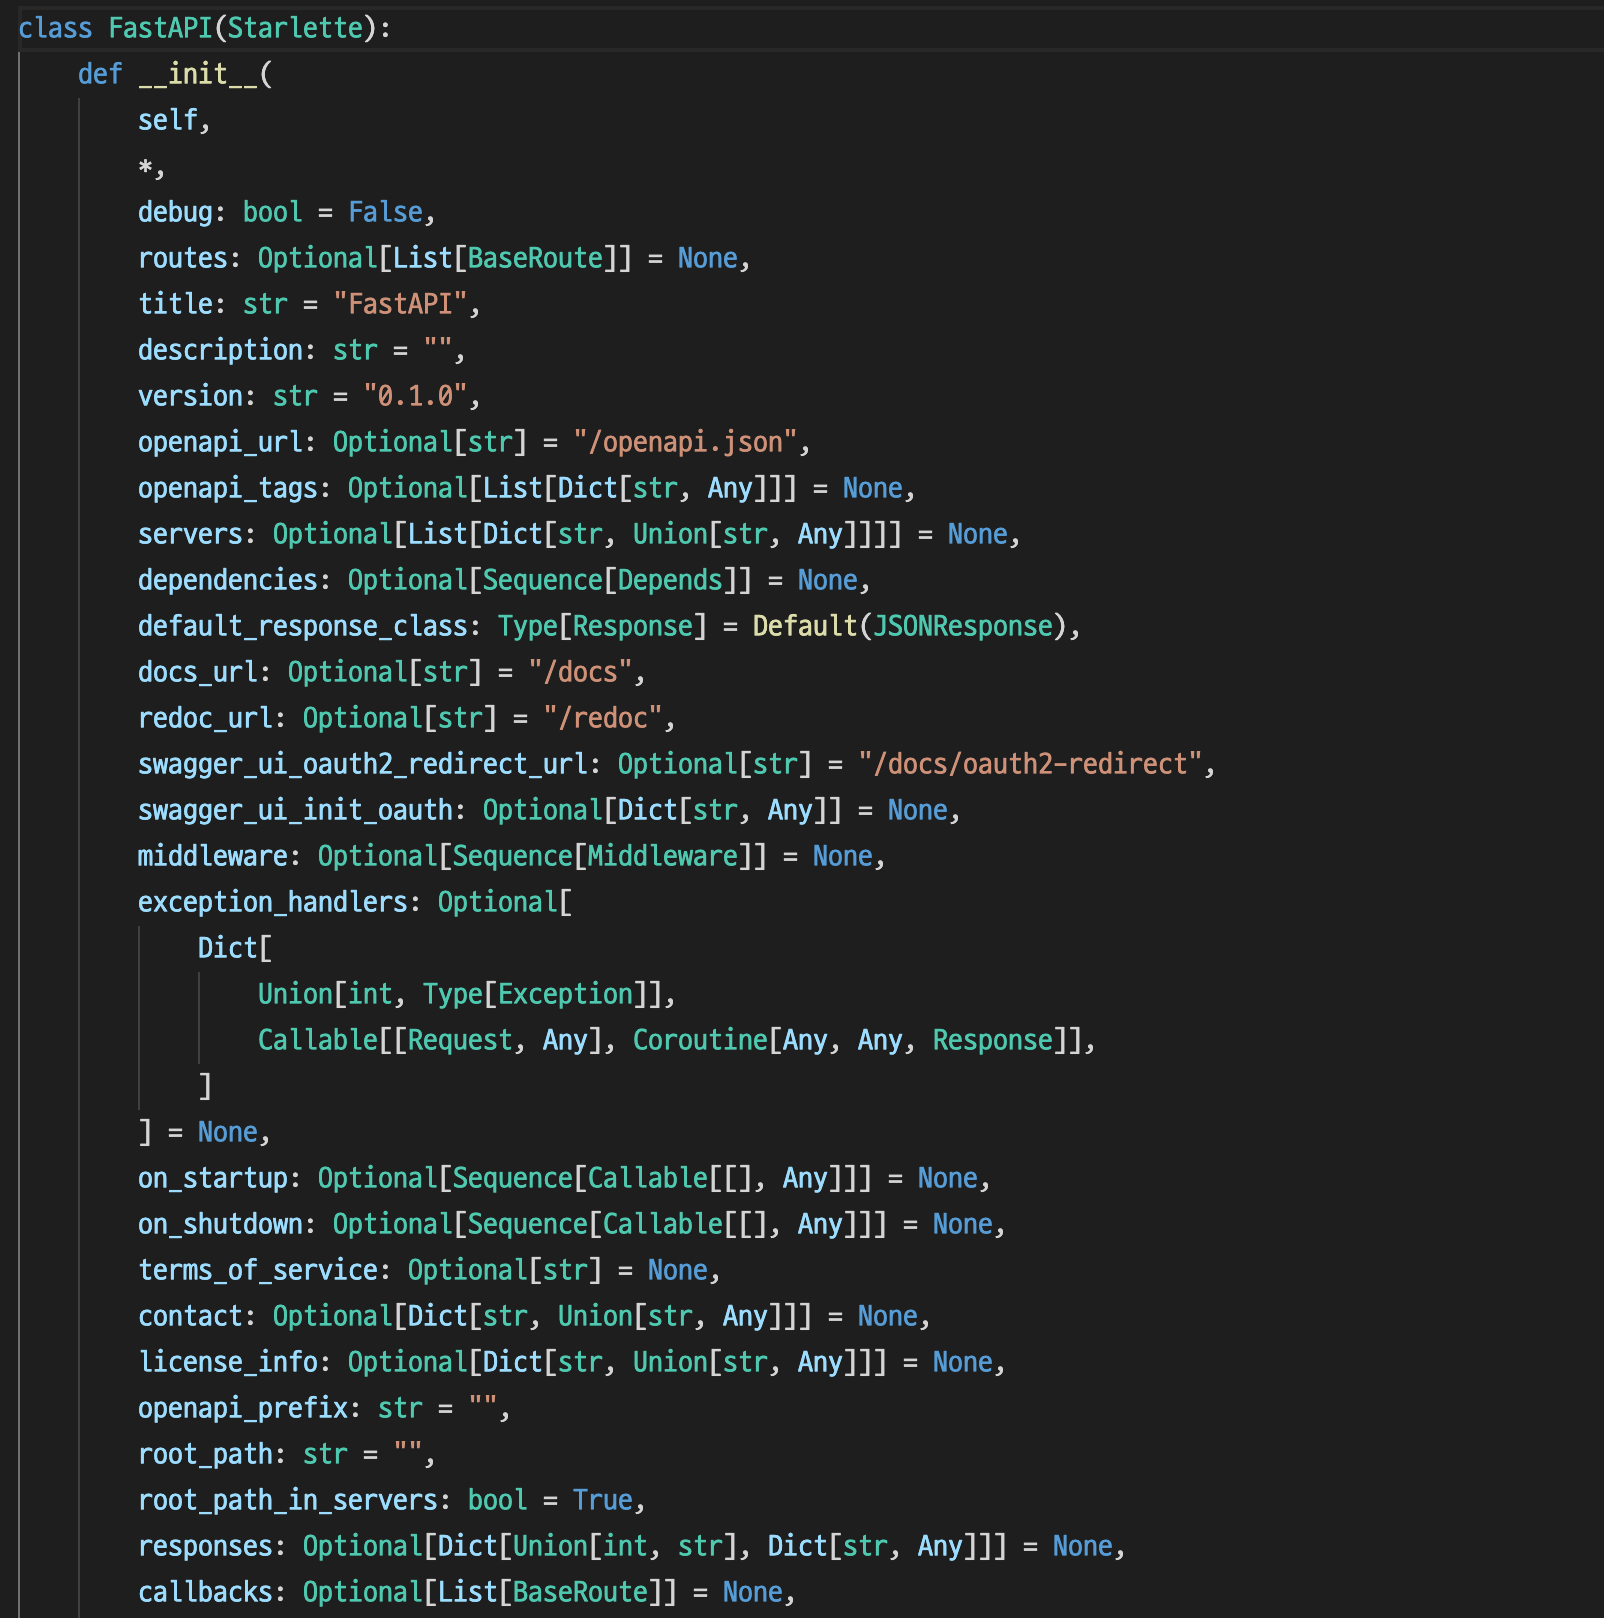 class FastAPI(Starlette):
    def __init__(
        self,
        *,
        debug: bool = False,
        routes: Optional[List[BaseRoute]] = None,
        title: str = "FastAPI",
        description: str = "",
        version: str = "0.1.0",
        openapi_url: Optional[str] = "/openapi.json",
        openapi_tags: Optional[List[Dict[str, Any]]] = None,
        servers: Optional[List[Dict[str, Union[str, Any]]]] = None,
        dependencies: Optional[Sequence[Depends]] = None,
        default_response_class: Type[Response] = Default(JSONResponse),
        docs_url: Optional[str] = "/docs",
        redoc_url: Optional[str] = "/redoc",
        swagger_ui_oauth2_redirect_url: Optional[str] = "/docs/oauth2-redirect",
        swagger_ui_init_oauth: Optional[Dict[str, Any]] = None,
        middleware: Optional[Sequence[Middleware]] = None,
        exception_handlers: Optional[
            Dict[
                Union[int, Type[Exception]],
                Callable[[Request, Any], Coroutine[Any, Any, Response]],
            ]
        ] = None,
        on_startup: Optional[Sequence[Callable[[], Any]]] = None,
        on_shutdown: Optional[Sequence[Callable[[], Any]]] = None,
        terms_of_service: Optional[str] = None,
        contact: Optional[Dict[str, Union[str, Any]]] = None,
        license_info: Optional[Dict[str, Union[str, Any]]] = None,
        openapi_prefix: str = "",
        root_path: str = "",
        root_path_in_servers: bool = True,
        responses: Optional[Dict[Union[int, str], Dict[str, Any]]] = None,
        callbacks: Optional[List[BaseRoute]] = None,